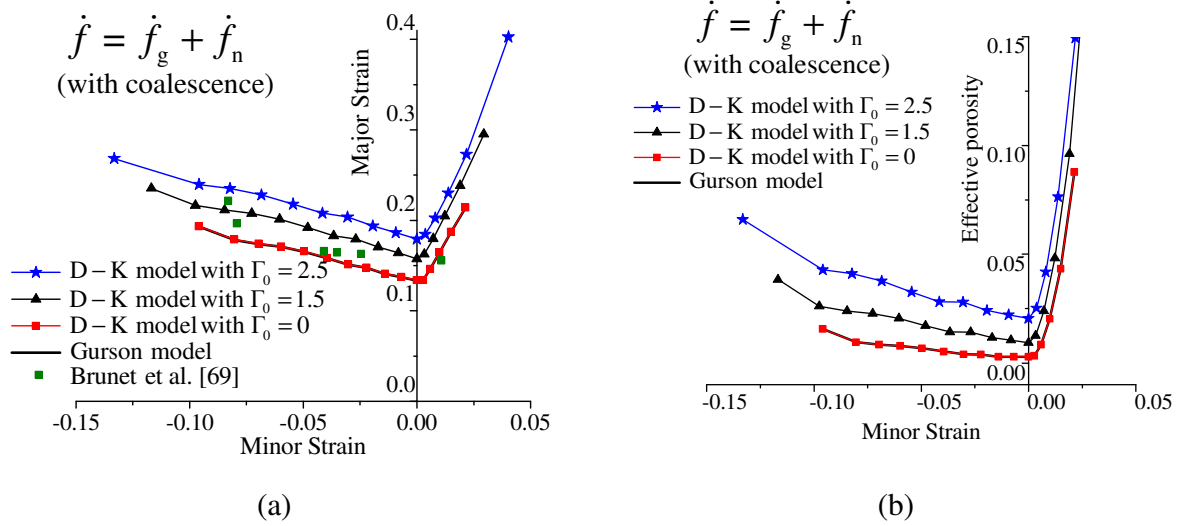 ḟ = ḟg + ḟn
(with coalescence)
Major Strain
0.4
0.3
0.2
0.1
0.0
D – K model with Γ0 = 2.5
D – K model with Γ0 = 1.5
D – K model with Γ0 = 0
Gurson model
Brunet et al. [69]
-0.15 -0.10 -0.05 0.00 0.05
Minor Strain
(a)
ḟ = ḟg + ḟn
(with coalescence)
D – K model with Γ0 = 2.5
D – K model with Γ0 = 1.5
D – K model with Γ0 = 0
Gurson model
Effective porosity
0.15
0.10
0.05
0.00
-0.15 -0.10 -0.05 0.00 0.05
Minor Strain
(b)